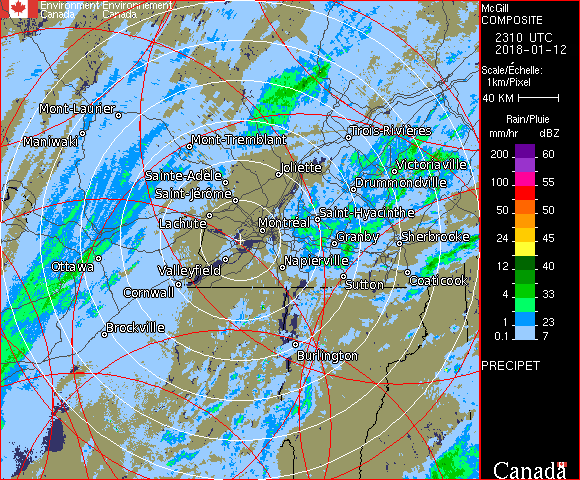 Environment Environnement
Canada Canada
McGill
COMPOSITE
2310 UTC
2018-01-12
Scale/Échelle:
1km/Pixel
40 KM
Rain/Pluie
mm/hr dBZ
200 60
100 55
50 50
24 45
12 40
4 33
1 23
0.1 7
PRECIPET
Canada
Mont-Laurier
Maniwaki
Mont-Tremblant
Trois-Rivières
Joliette
Victoriaville
Sainte-Adèle
Drummondville
Saint-Jérôme
Lachute
Saint-Hyacinthe
Montréal
Granby
Sherbrooke
Ottawa
Valleyfield
Napierville
Cornwall
Sutton
Coaticook
Brockville
Burlington